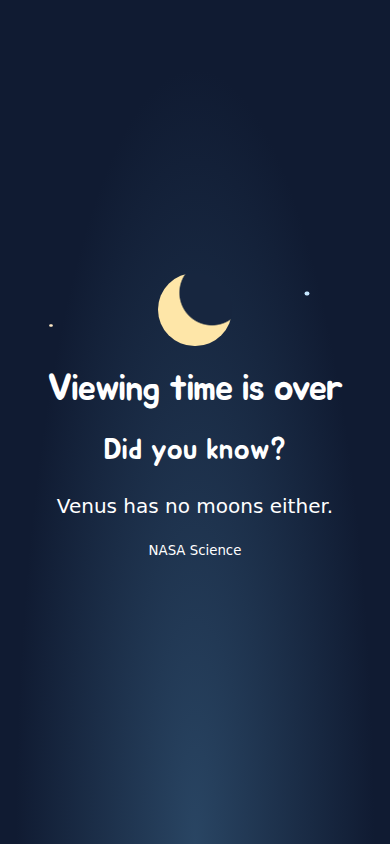 Viewing time is over
Did you know?
Venus has no moons either.
NASA Science